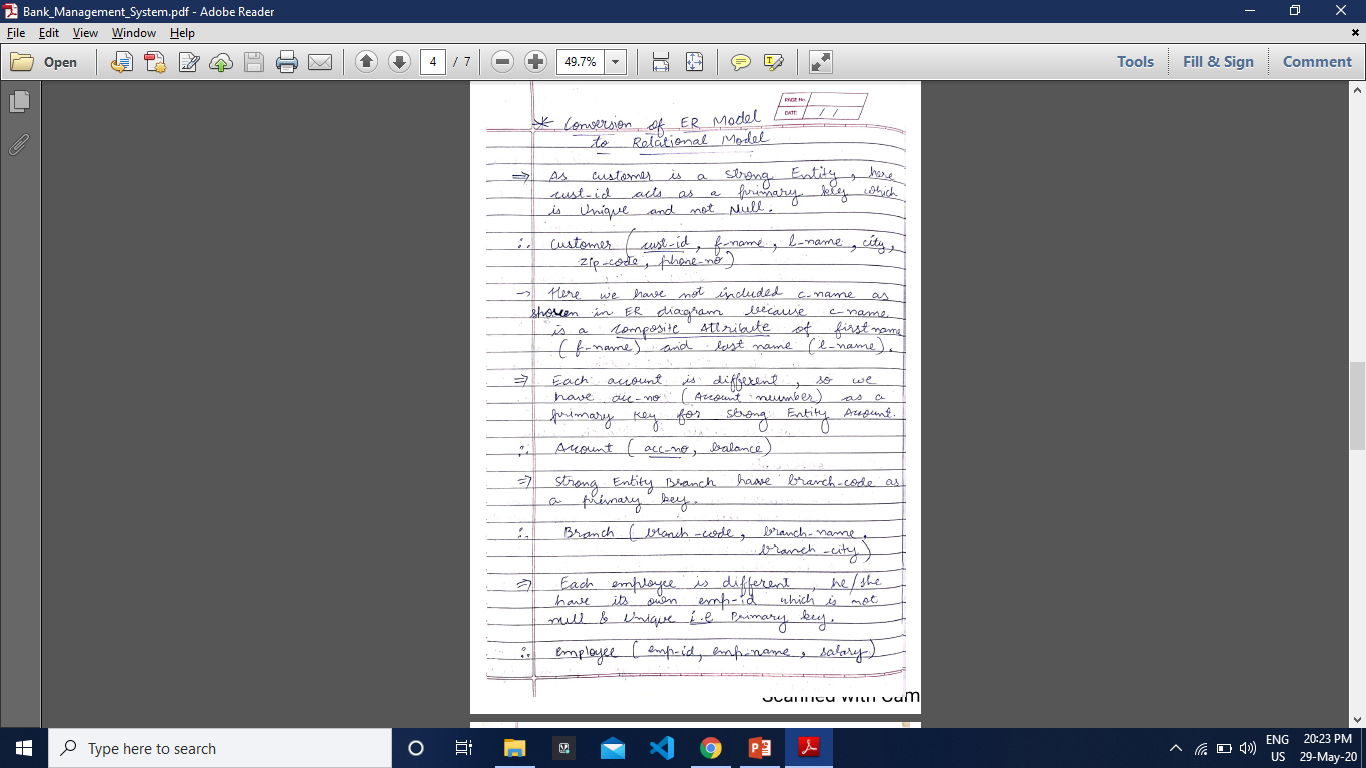 Bank_Management_System.pdf - Adobe Reader
File Edit View Window Help
Open 4 / 7 49.7% Tools Fill & Sign Comment
PAGE No.
DATE / /
* Conversion of ER Model
to Relational Model
⇒ As customer is a Strong Entity, here
cust-id acts as a primary key which
is Unique and not Null.
∴ Customer ( cust-id, f-name, l-name, city,
zip-code, phone-no)
→ Here we have not included c-name as
shown in ER diagram because c-name
is a Composite Attribute of first name
( f-name) and last name (l-name).
⇒ Each account is different, so we
have acc-no (Account number) as a
primary key for strong Entity Account.
∴ Account ( acc-no, balance)
⇒ Strong Entity Branch have branch-code as
a primary key.
∴ Branch ( branch-code, branch-name,
branch-city)
⇒ Each employee is different, he/she
have its own emp-id which is not
null & Unique i.e Primary key.
∴ employee ( emp-id, emp-name, salary)
Scanned with Cam
Type here to search
ENG 20:23 PM
US 29-May-20